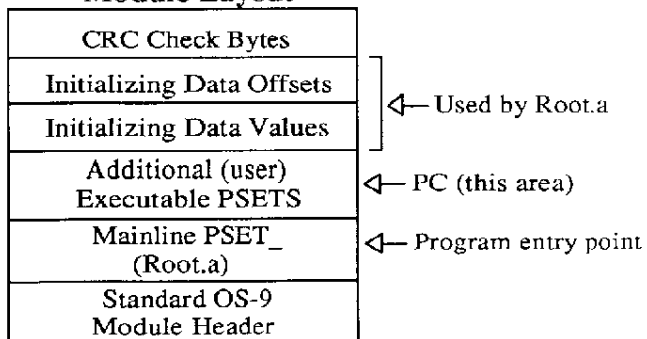 Module Layout
CRC Check Bytes
Initializing Data Offsets
Initializing Data Values
Used by Root.a
Additional (user)
Executable PSETS
PC (this area)
Mainline PSET_
(Root.a)
Program entry point
Standard OS-9
Module Header